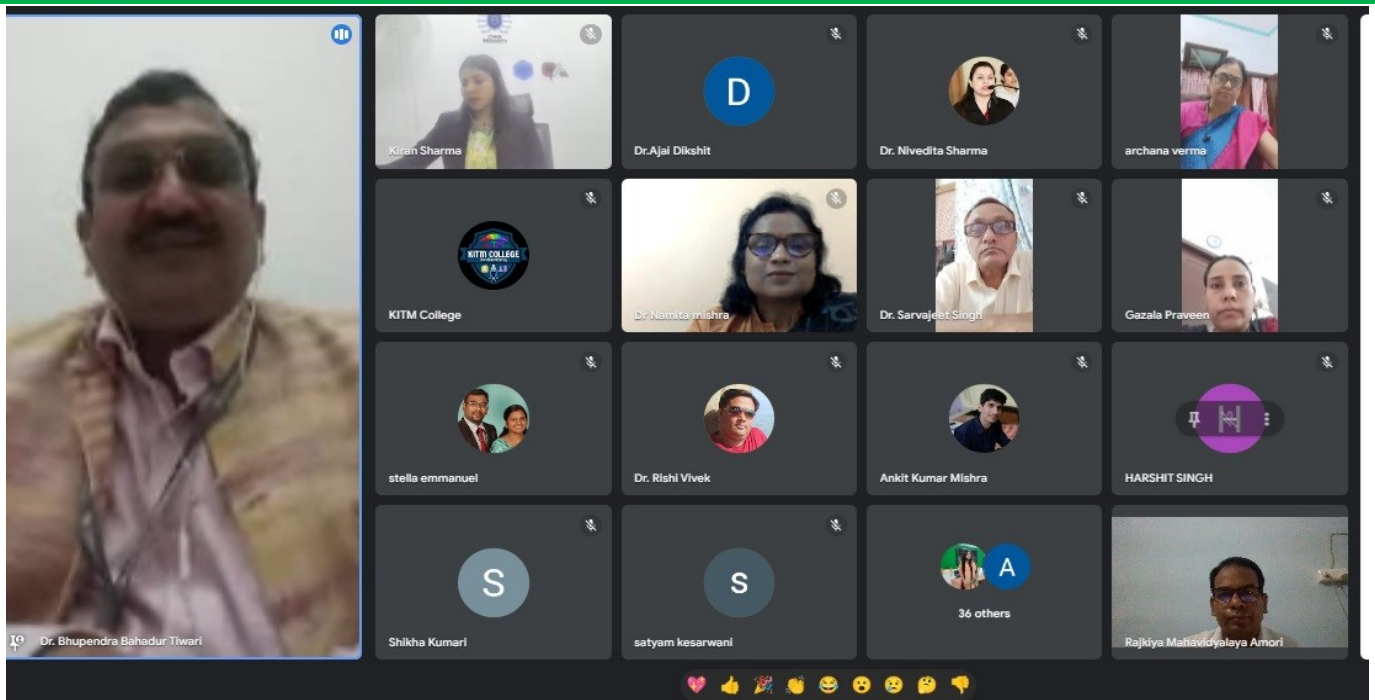 Kiran Sharma
D
Dr.Ajai Dikshit
Dr. Nivedita Sharma
archana verma
KITM COLLEGE
KITM College
Dr Namita mishra
Dr. Sarvajeet Singh
Gazala Praveen
stella emmanuel
Dr. Rishi Vivek
Ankit Kumar Mishra
H
HARSHIT SINGH
Dr. Bhupendra Bahadur Tiwari
S
Shikha Kumari
s
satyam kesarwani
A
36 others
Rajkiya Mahavidyalaya Amori